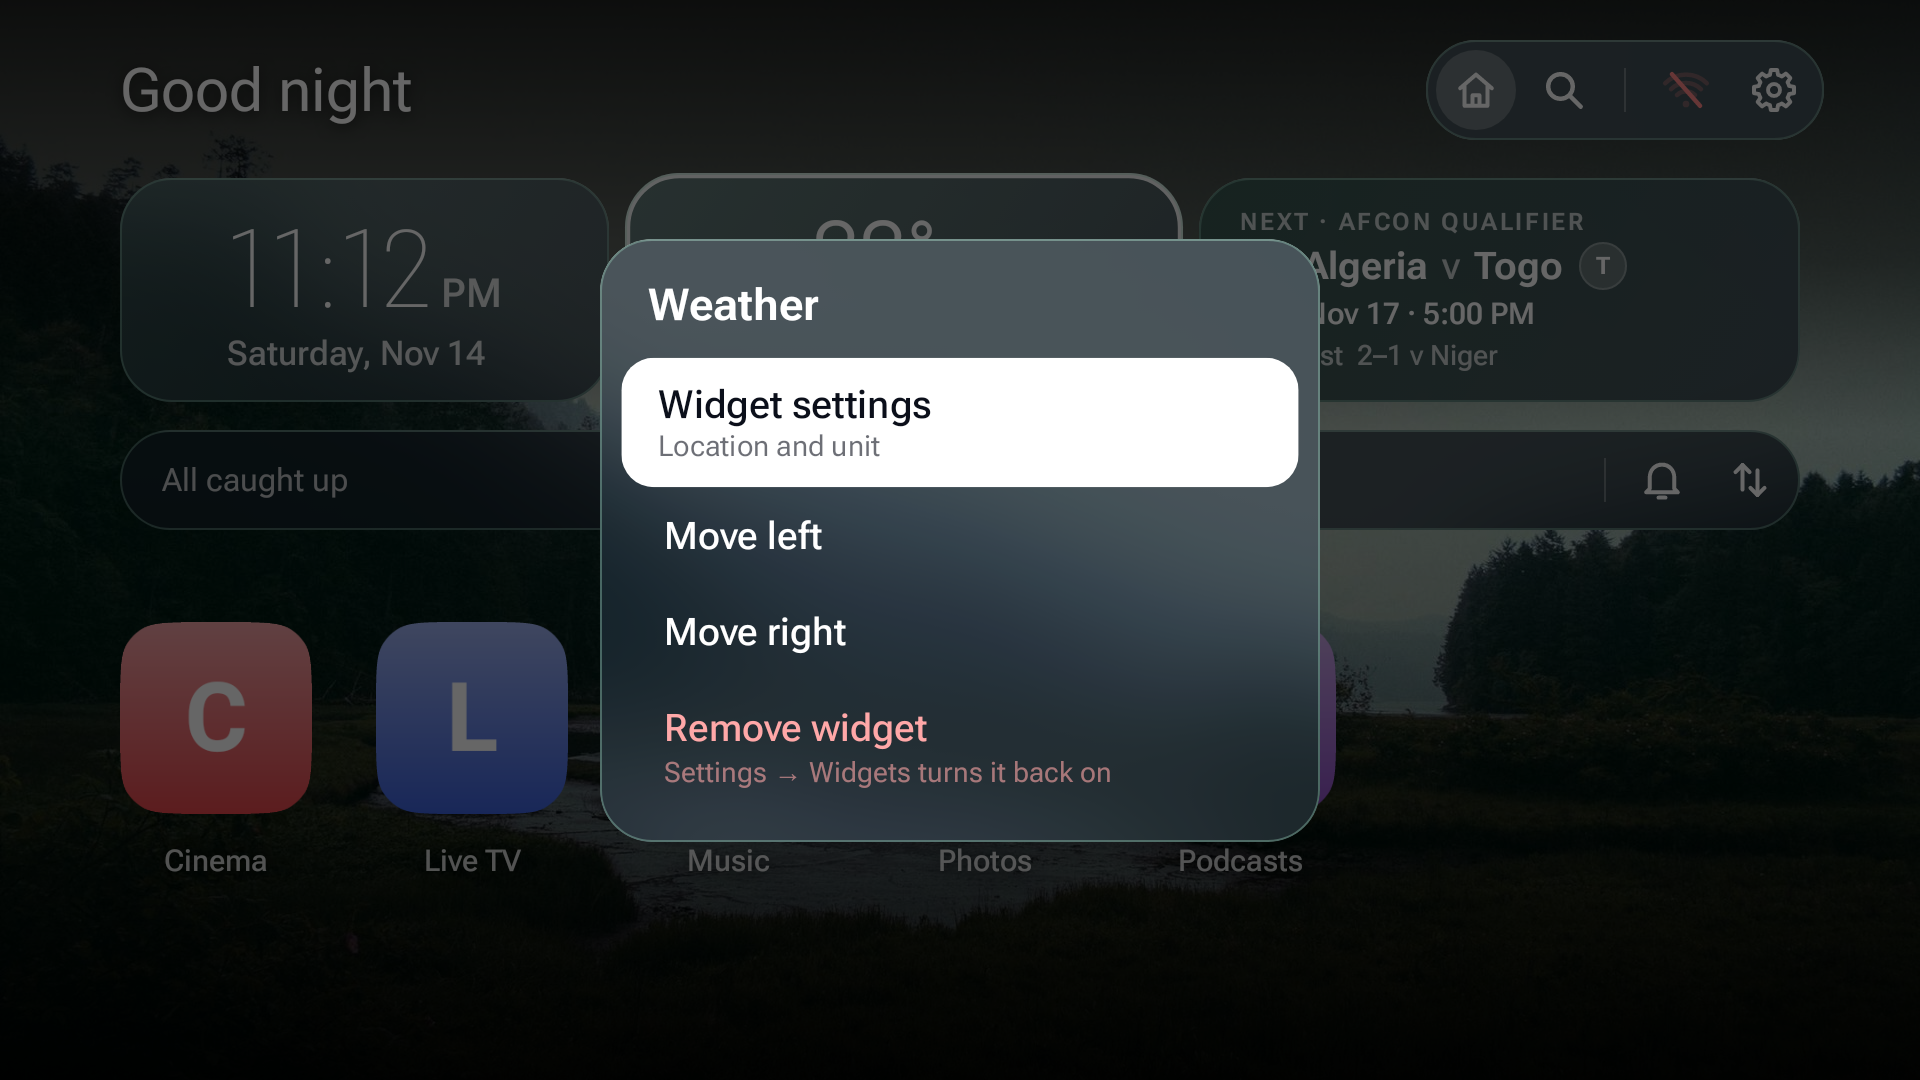 Good night
11:12 PM
Saturday, Nov 14
NEXT · AFCON QUALIFIER
Algeria v Togo T
Nov 17 · 5:00 PM
2–1 v Niger
All caught up
Weather
Widget settings
Location and unit
Move left
Move right
Remove widget
Settings → Widgets turns it back on
C
L
Cinema
Live TV
Music
Photos
Podcasts